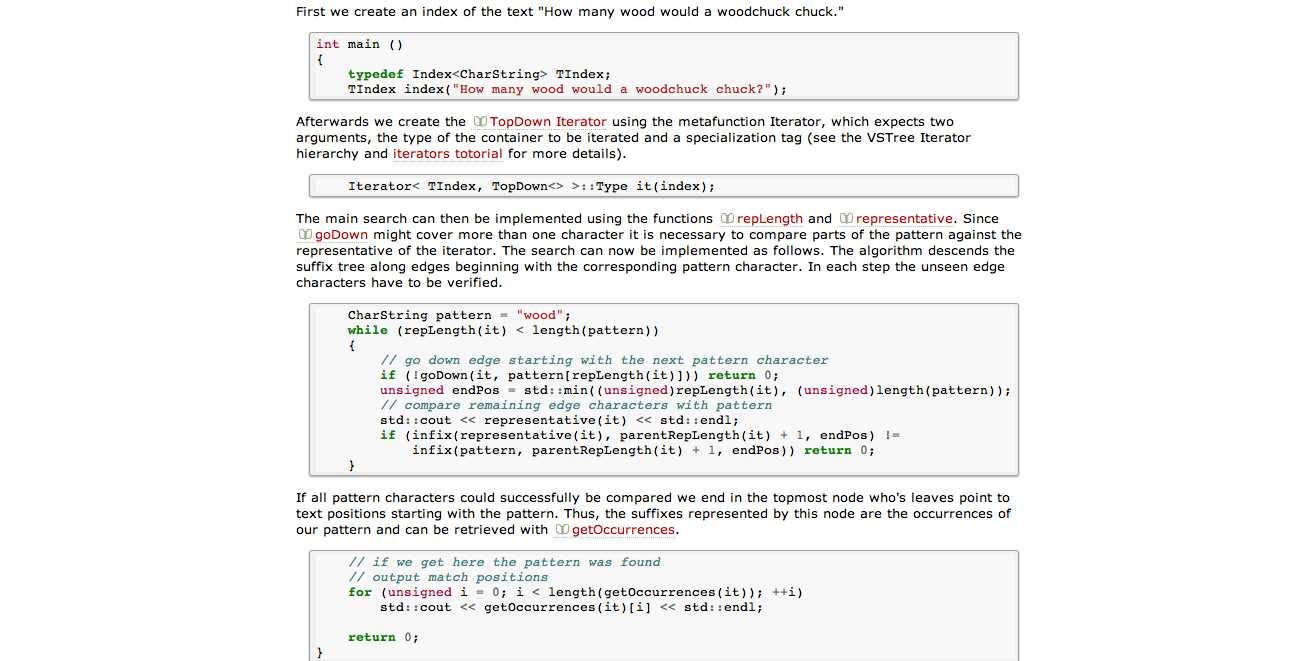 First we create an index of the text "How many wood would a woodchuck chuck."
int main ()
{
    typedef Index<CharString> TIndex;
    TIndex index("How many wood would a woodchuck chuck?");
Afterwards we create the TopDown Iterator using the metafunction Iterator, which expects two
arguments, the type of the container to be iterated and a specialization tag (see the VSTree Iterator
hierarchy and iterators totorial for more details).
    Iterator< TIndex, TopDown<> >::Type it(index);
The main search can then be implemented using the functions repLength and representative. Since
goDown might cover more than one character it is necessary to compare parts of the pattern against the
representative of the iterator. The search can now be implemented as follows. The algorithm descends the
suffix tree along edges beginning with the corresponding pattern character. In each step the unseen edge
characters have to be verified.
    CharString pattern = "wood";
    while (repLength(it) < length(pattern))
    {
        // go down edge starting with the next pattern character
        if (!goDown(it, pattern[repLength(it)])) return 0;
        unsigned endPos = std::min((unsigned)repLength(it), (unsigned)length(pattern));
        // compare remaining edge characters with pattern
        std::cout << representative(it) << std::endl;
        if (infix(representative(it), parentRepLength(it) + 1, endPos) !=
            infix(pattern, parentRepLength(it) + 1, endPos)) return 0;
    }
If all pattern characters could successfully be compared we end in the topmost node who's leaves point to
text positions starting with the pattern. Thus, the suffixes represented by this node are the occurrences of
our pattern and can be retrieved with getOccurrences.
    // if we get here the pattern was found
    // output match positions
    for (unsigned i = 0; i < length(getOccurrences(it)); ++i)
        std::cout << getOccurrences(it)[i] << std::endl;
    return 0;
}